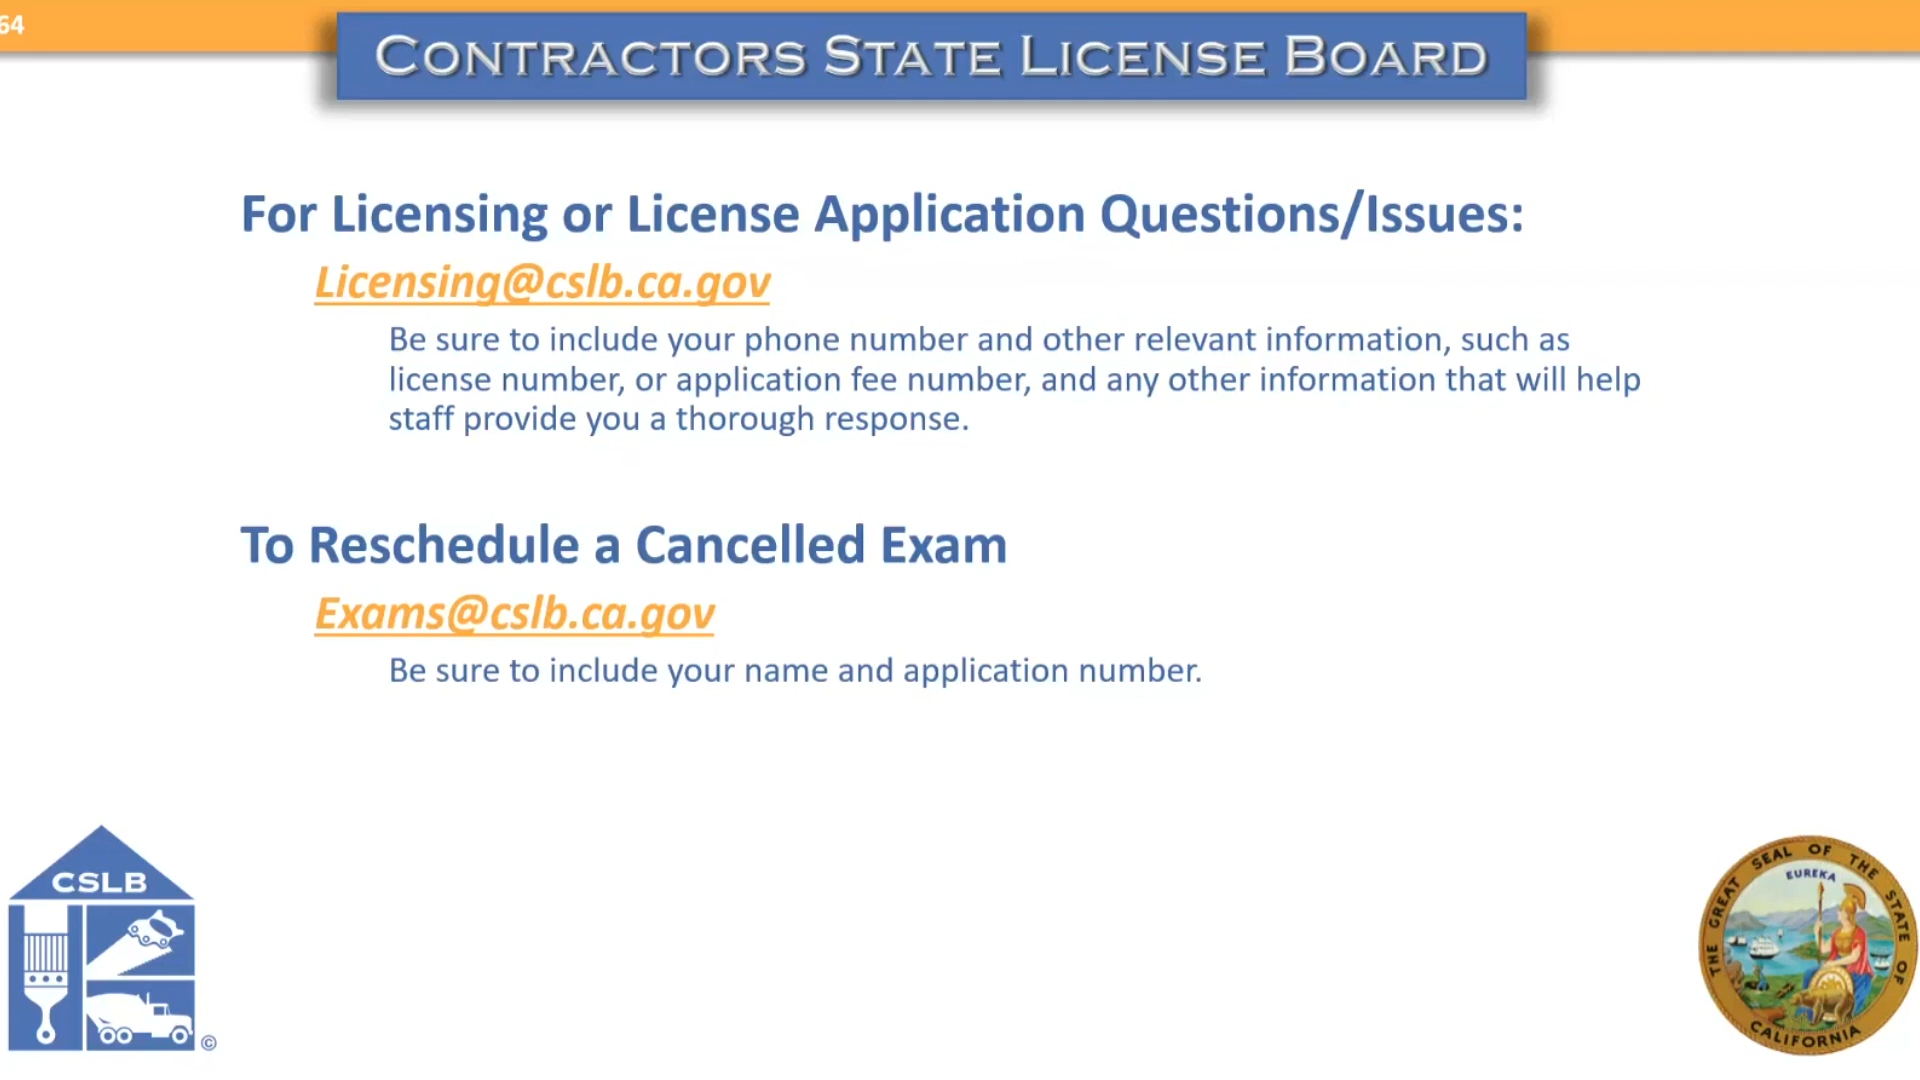 64
CONTRACTORS STATE LICENSE BOARD
For Licensing or License Application Questions/Issues:
Licensing@cslb.ca.gov
Be sure to include your phone number and other relevant information, such as
license number, or application fee number, and any other information that will help
staff provide you a thorough response.
To Reschedule a Cancelled Exam
Exams@cslb.ca.gov
Be sure to include your name and application number.
CSLB
©
THE GREAT SEAL OF THE STATE OF CALIFORNIA
EUREKA